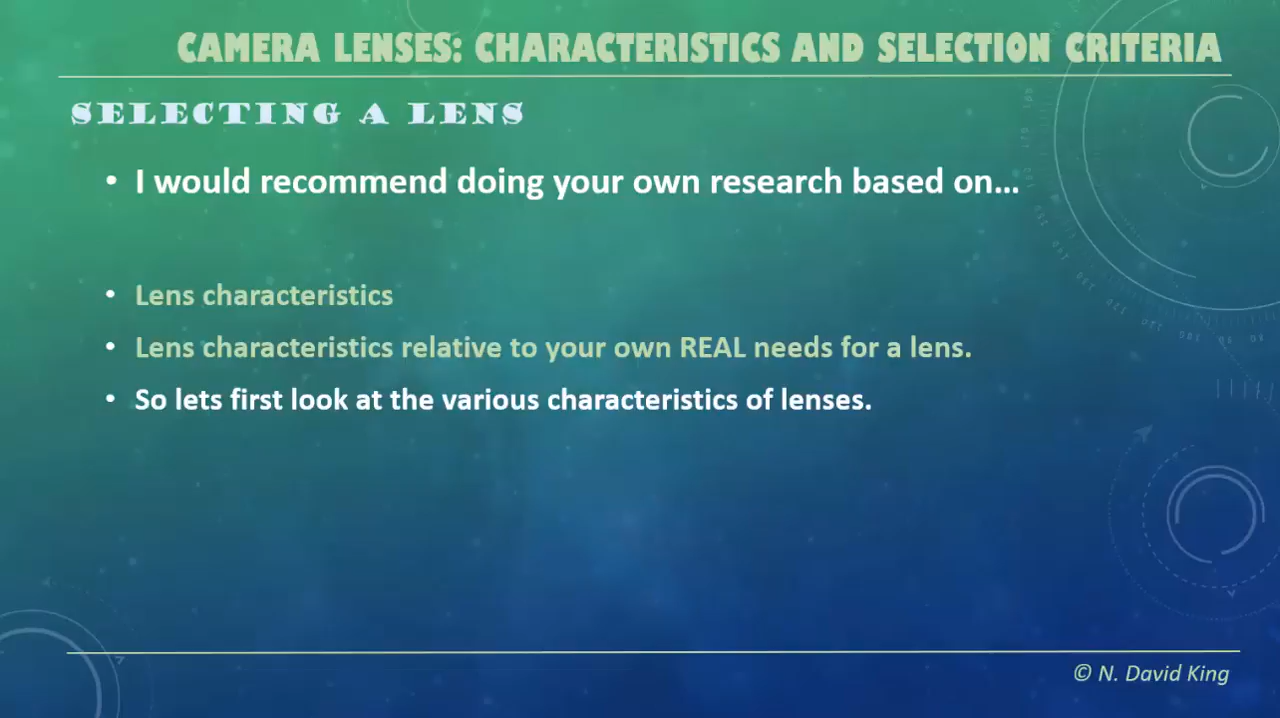 CAMERA LENSES: CHARACTERISTICS AND SELECTION CRITERIA
SELECTING A LENS
• I would recommend doing your own research based on…
• Lens characteristics
• Lens characteristics relative to your own REAL needs for a lens.
• So lets first look at the various characteristics of lenses.
© N. David King